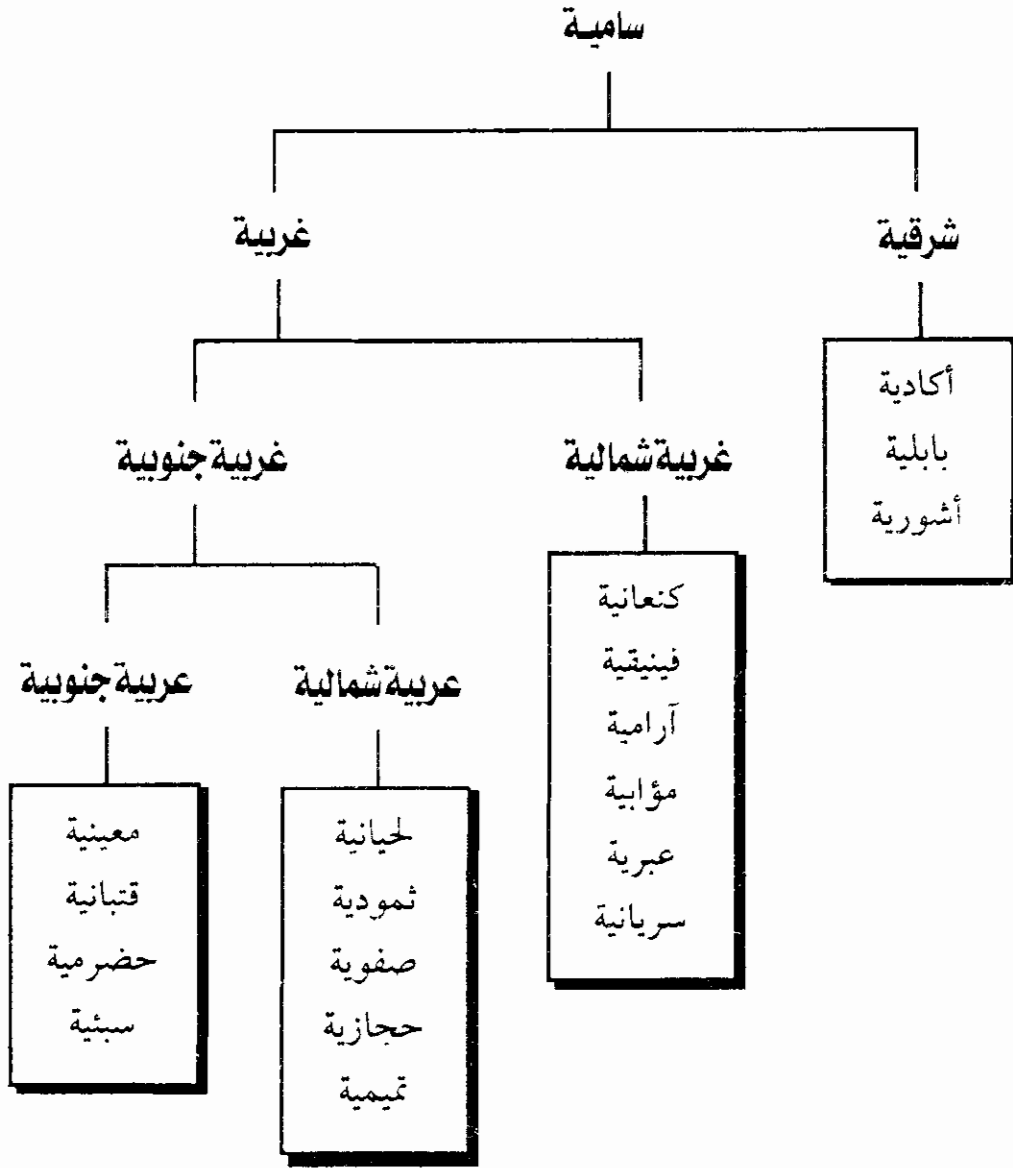 سامية
شرقية
غربية
أكادية
بابلية
أشورية
غربية شمالية
غربية جنوبية
كنعانية
فينيقية
آرامية
مؤابية
عبرية
سريانية
عربية شمالية
عربية جنوبية
لحيانية
ثمودية
صفوية
حجازية
تميمية
معينية
قتبانية
حضرمية
سبئية